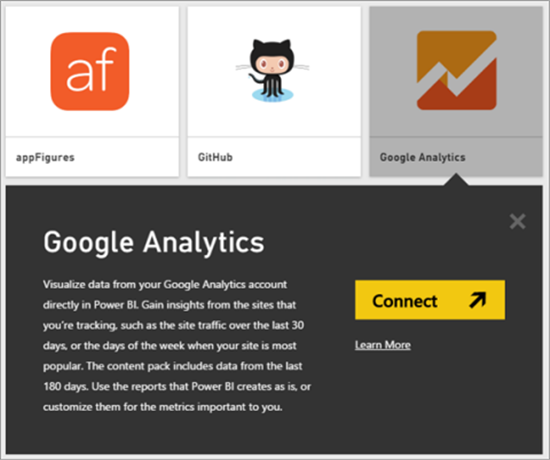 af
appFigures
GitHub
Google Analytics
Google Analytics
Visualize data from your Google Analytics account
directly in Power BI. Gain insights from the sites that
you're tracking, such as the site traffic over the last 30
days, or the days of the week when your site is most
popular. The content pack includes data from the last
180 days. Use the reports that Power BI creates as is, or
customize them for the metrics important to you.
Connect
Learn More